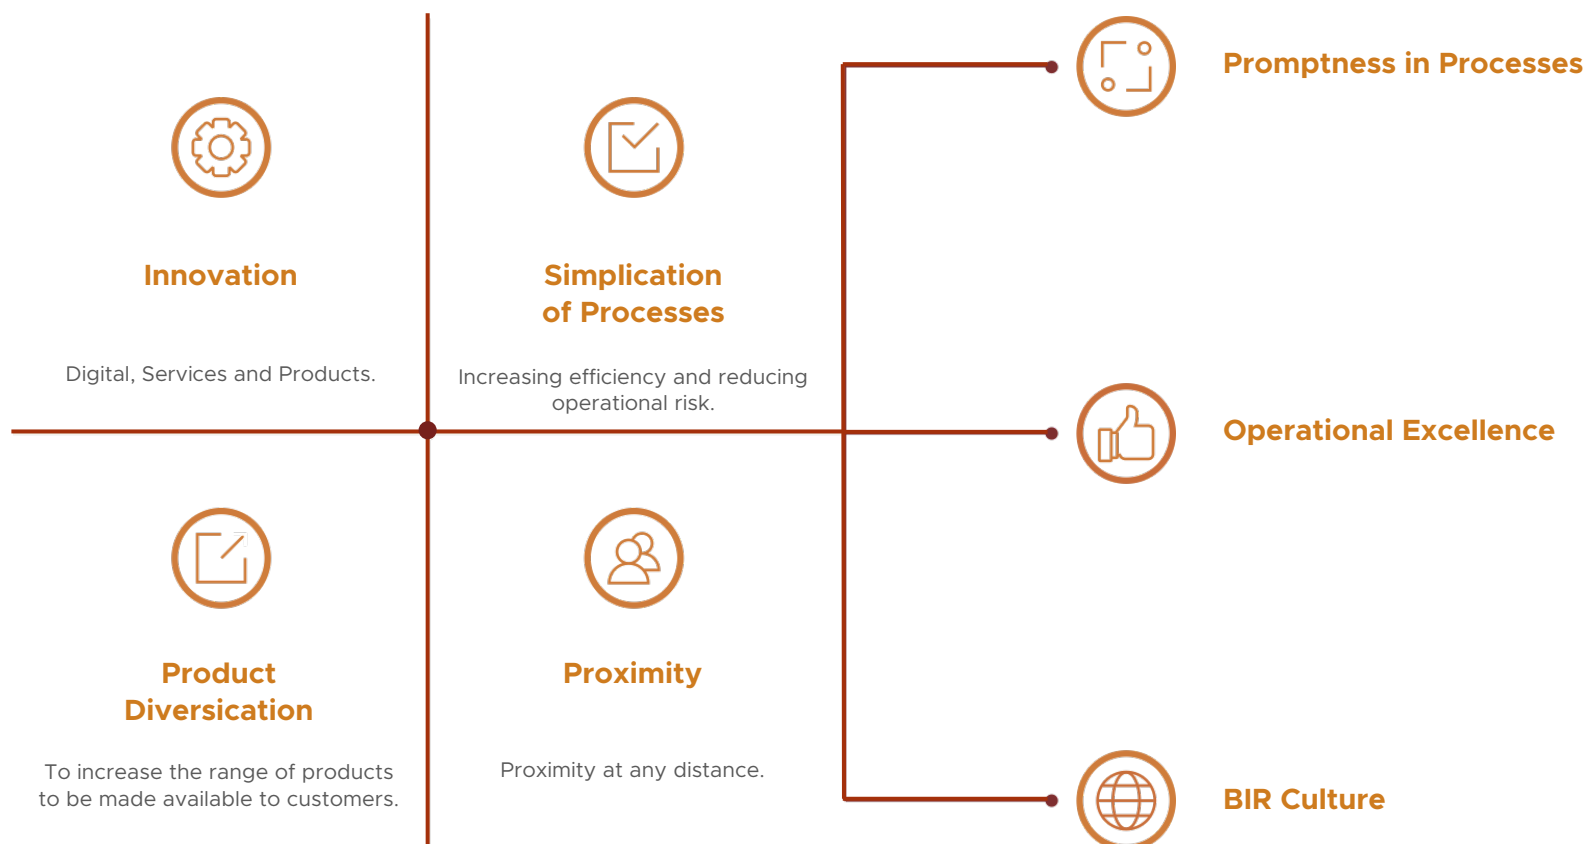 Innovation
Digital, Services and Products.
Simplication
of Processes
Increasing efficiency and reducing
operational risk.
Product
Diversication
To increase the range of products
to be made available to customers.
Proximity
Proximity at any distance.
Promptness in Processes
Operational Excellence
BIR Culture